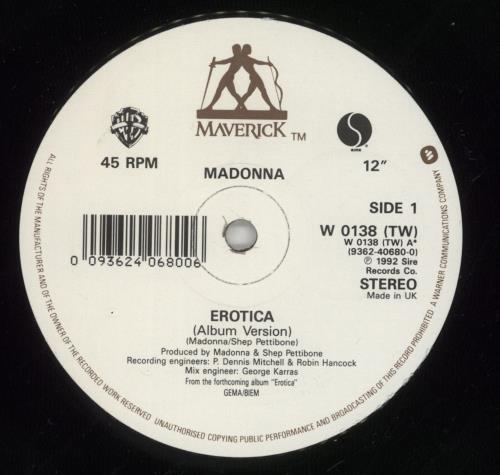 MAVERICK TM
WB
SIRE
45 RPM
12"
MADONNA
SIDE 1
W 0138 (TW)
W 0138 (TW) A*
(9362-40680-0)
℗ 1992 Sire
Records Co.
STEREO
Made in UK
0 093624 068006
EROTICA
(Album Version)
(Madonna/Shep Pettibone)
Produced by Madonna & Shep Pettibone
Recording engineers: P. Dennis Mitchell & Robin Hancock
Mix engineer: George Karras
From the forthcoming album "Erotica"
GEMA/BIEM
ALL RIGHTS OF THE MANUFACTURER AND OF THE OWNER OF THE RECORDED WORK RESERVED UNAUTHORISED COPYING PUBLIC PERFORMANCE AND BROADCASTING OF THIS RECORD PROHIBITED A WARNER COMMUNICATIONS COMPANY